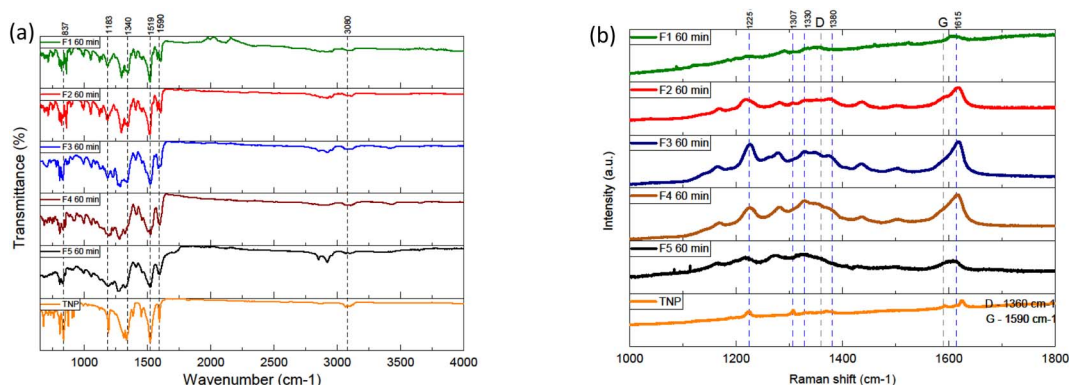 (a)
837
1183
1340
1519
1590
3080
F1 60 min
F2 60 min
F3 60 min
F4 60 min
F5 60 min
TNP
Transmittance (%)
1000 1500 2000 2500 3000 3500 4000
Wavenumber (cm-1)
(b)
1225
1307
1330
D
1380
G
1615
F1 60 min
F2 60 min
F3 60 min
F4 60 min
F5 60 min
TNP
D - 1360 cm-1
G - 1590 cm-1
Intensity (a.u.)
1000 1200 1400 1600 1800
Raman shift (cm-1)